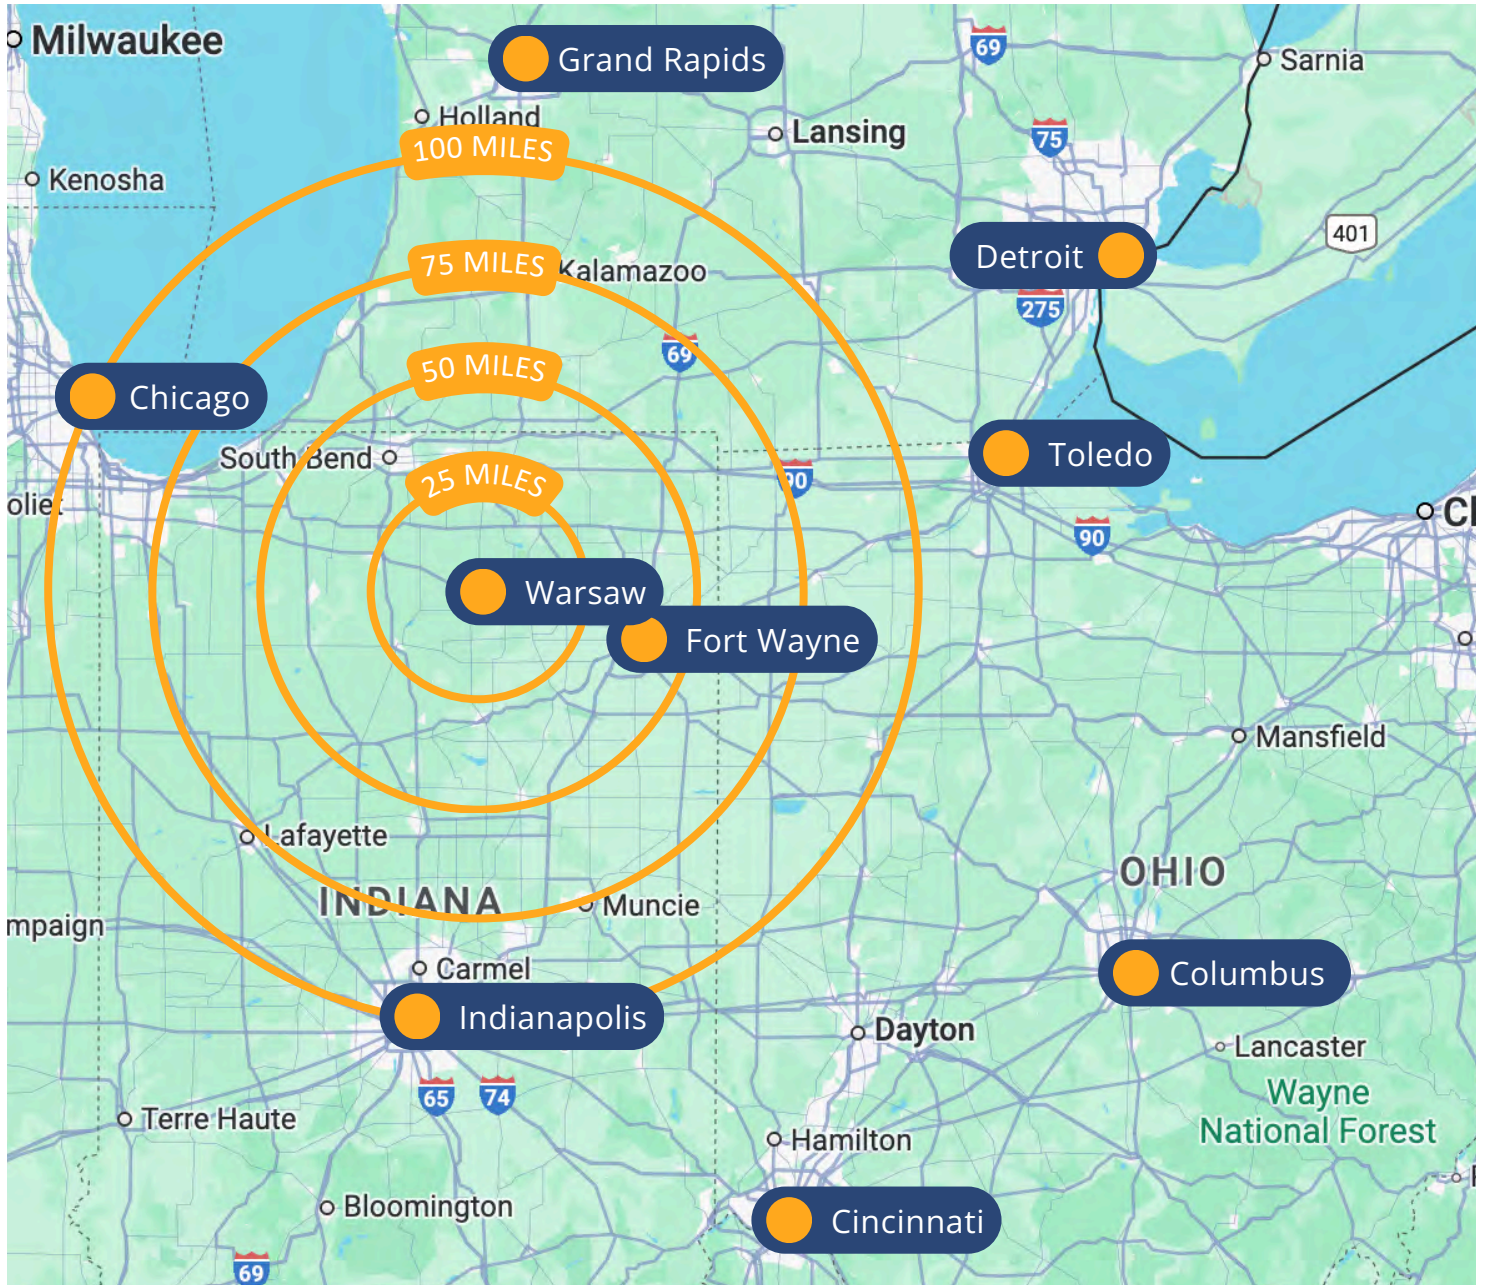 Milwaukee
Grand Rapids
69
Sarnia
Holland
Lansing
75
100 MILES
Kenosha
401
Detroit
75 MILES
Kalamazoo
275
69
50 MILES
Chicago
South Bend
Toledo
90
25 MILES
oliet
Cl
90
Warsaw
Fort Wayne
Mansfield
Lafayette
OHIO
INDIANA
Muncie
mpaign
Carmel
Columbus
Indianapolis
Dayton
Lancaster
65
74
Wayne
National Forest
Terre Haute
Hamilton
Bloomington
Cincinnati
69